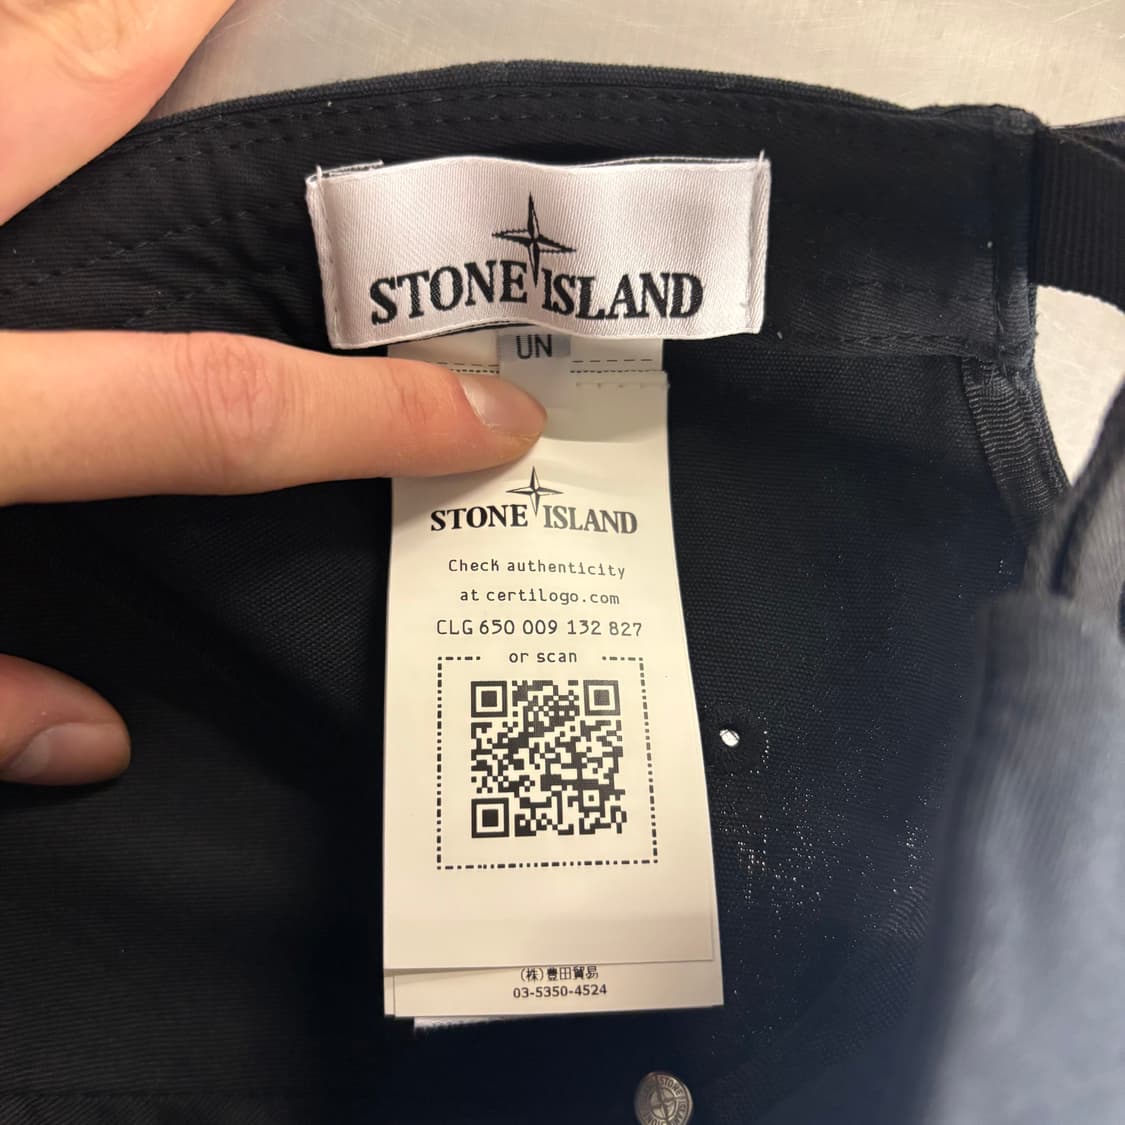 STONE ISLAND
UN
STONE ISLAND
Check authenticity
at certilogo.com
CLG 650 009 132 827
or scan
(株)豊田貿易
03-5350-4524
STONE